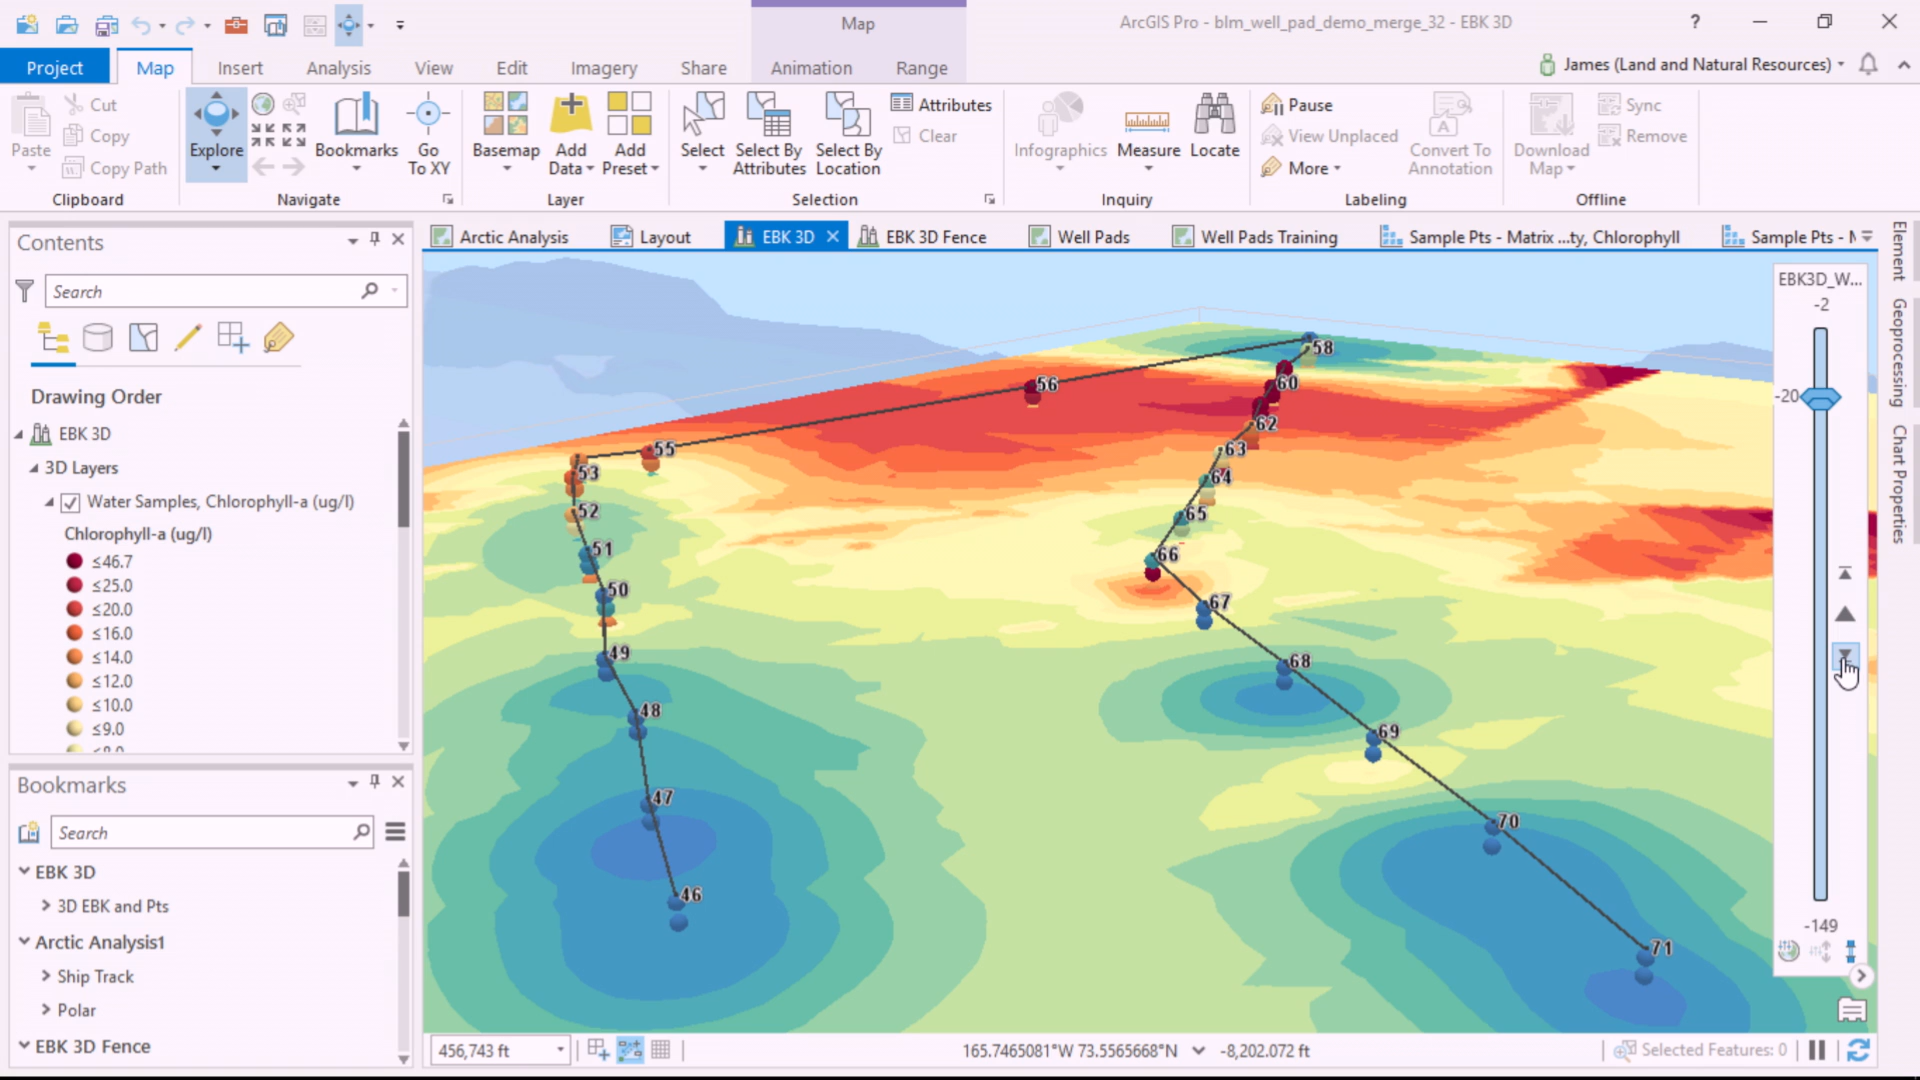 Map
ArcGIS Pro - blm_well_pad_demo_merge_32 - EBK 3D
?
Project
Map
Insert
Analysis
View
Edit
Imagery
Share
Animation
Range
James (Land and Natural Resources)
Paste
Cut
Copy
Copy Path
Clipboard
Explore
Bookmarks
Go To XY
Navigate
Basemap
Add Data
Add Preset
Layer
Select
Select By Attributes
Select By Location
Attributes
Clear
Selection
Infographics
Measure
Locate
Inquiry
Pause
View Unplaced
More
Convert To Annotation
Labeling
Download Map
Sync
Remove
Offline
Contents
Search
Drawing Order
EBK 3D
3D Layers
Water Samples, Chlorophyll-a (ug/l)
Chlorophyll-a (ug/l)
≤46.7
≤25.0
≤20.0
≤16.0
≤14.0
≤12.0
≤10.0
≤9.0
≤8.0
Bookmarks
Search
EBK 3D
3D EBK and Pts
Arctic Analysis1
Ship Track
Polar
EBK 3D Fence
Arctic Analysis
Layout
EBK 3D
EBK 3D Fence
Well Pads
Well Pads Training
Sample Pts - Matrix ...ty, Chlorophyll
Sample Pts - M
58
56
60
62
55
63
53
64
52
65
51
66
50
67
49
68
48
69
47
70
46
71
EBK3D_W...
-2
-20
-149
Element
Geoprocessing
Chart Properties
456,743 ft
165.7465081°W 73.5565668°N
-8,202.072 ft
Selected Features: 0